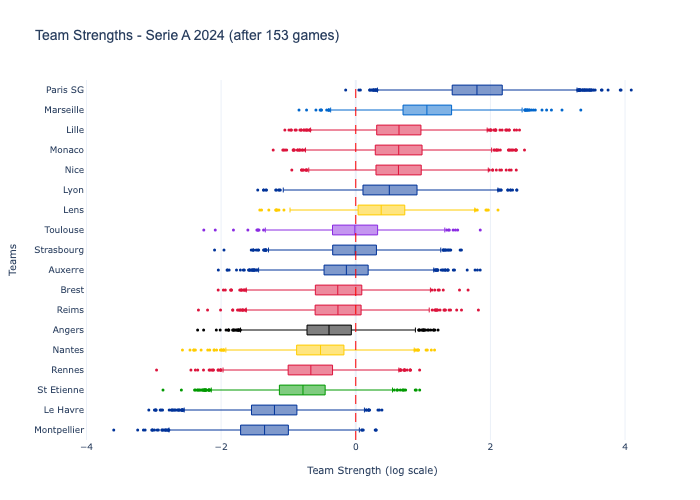 Team Strengths - Serie A 2024 (after 153 games)
Paris SG
Marseille
Lille
Monaco
Nice
Lyon
Lens
Toulouse
Strasbourg
Auxerre
Brest
Reims
Angers
Nantes
Rennes
St Etienne
Le Havre
Montpellier
Teams
−4 −2 0 2 4
Team Strength (log scale)